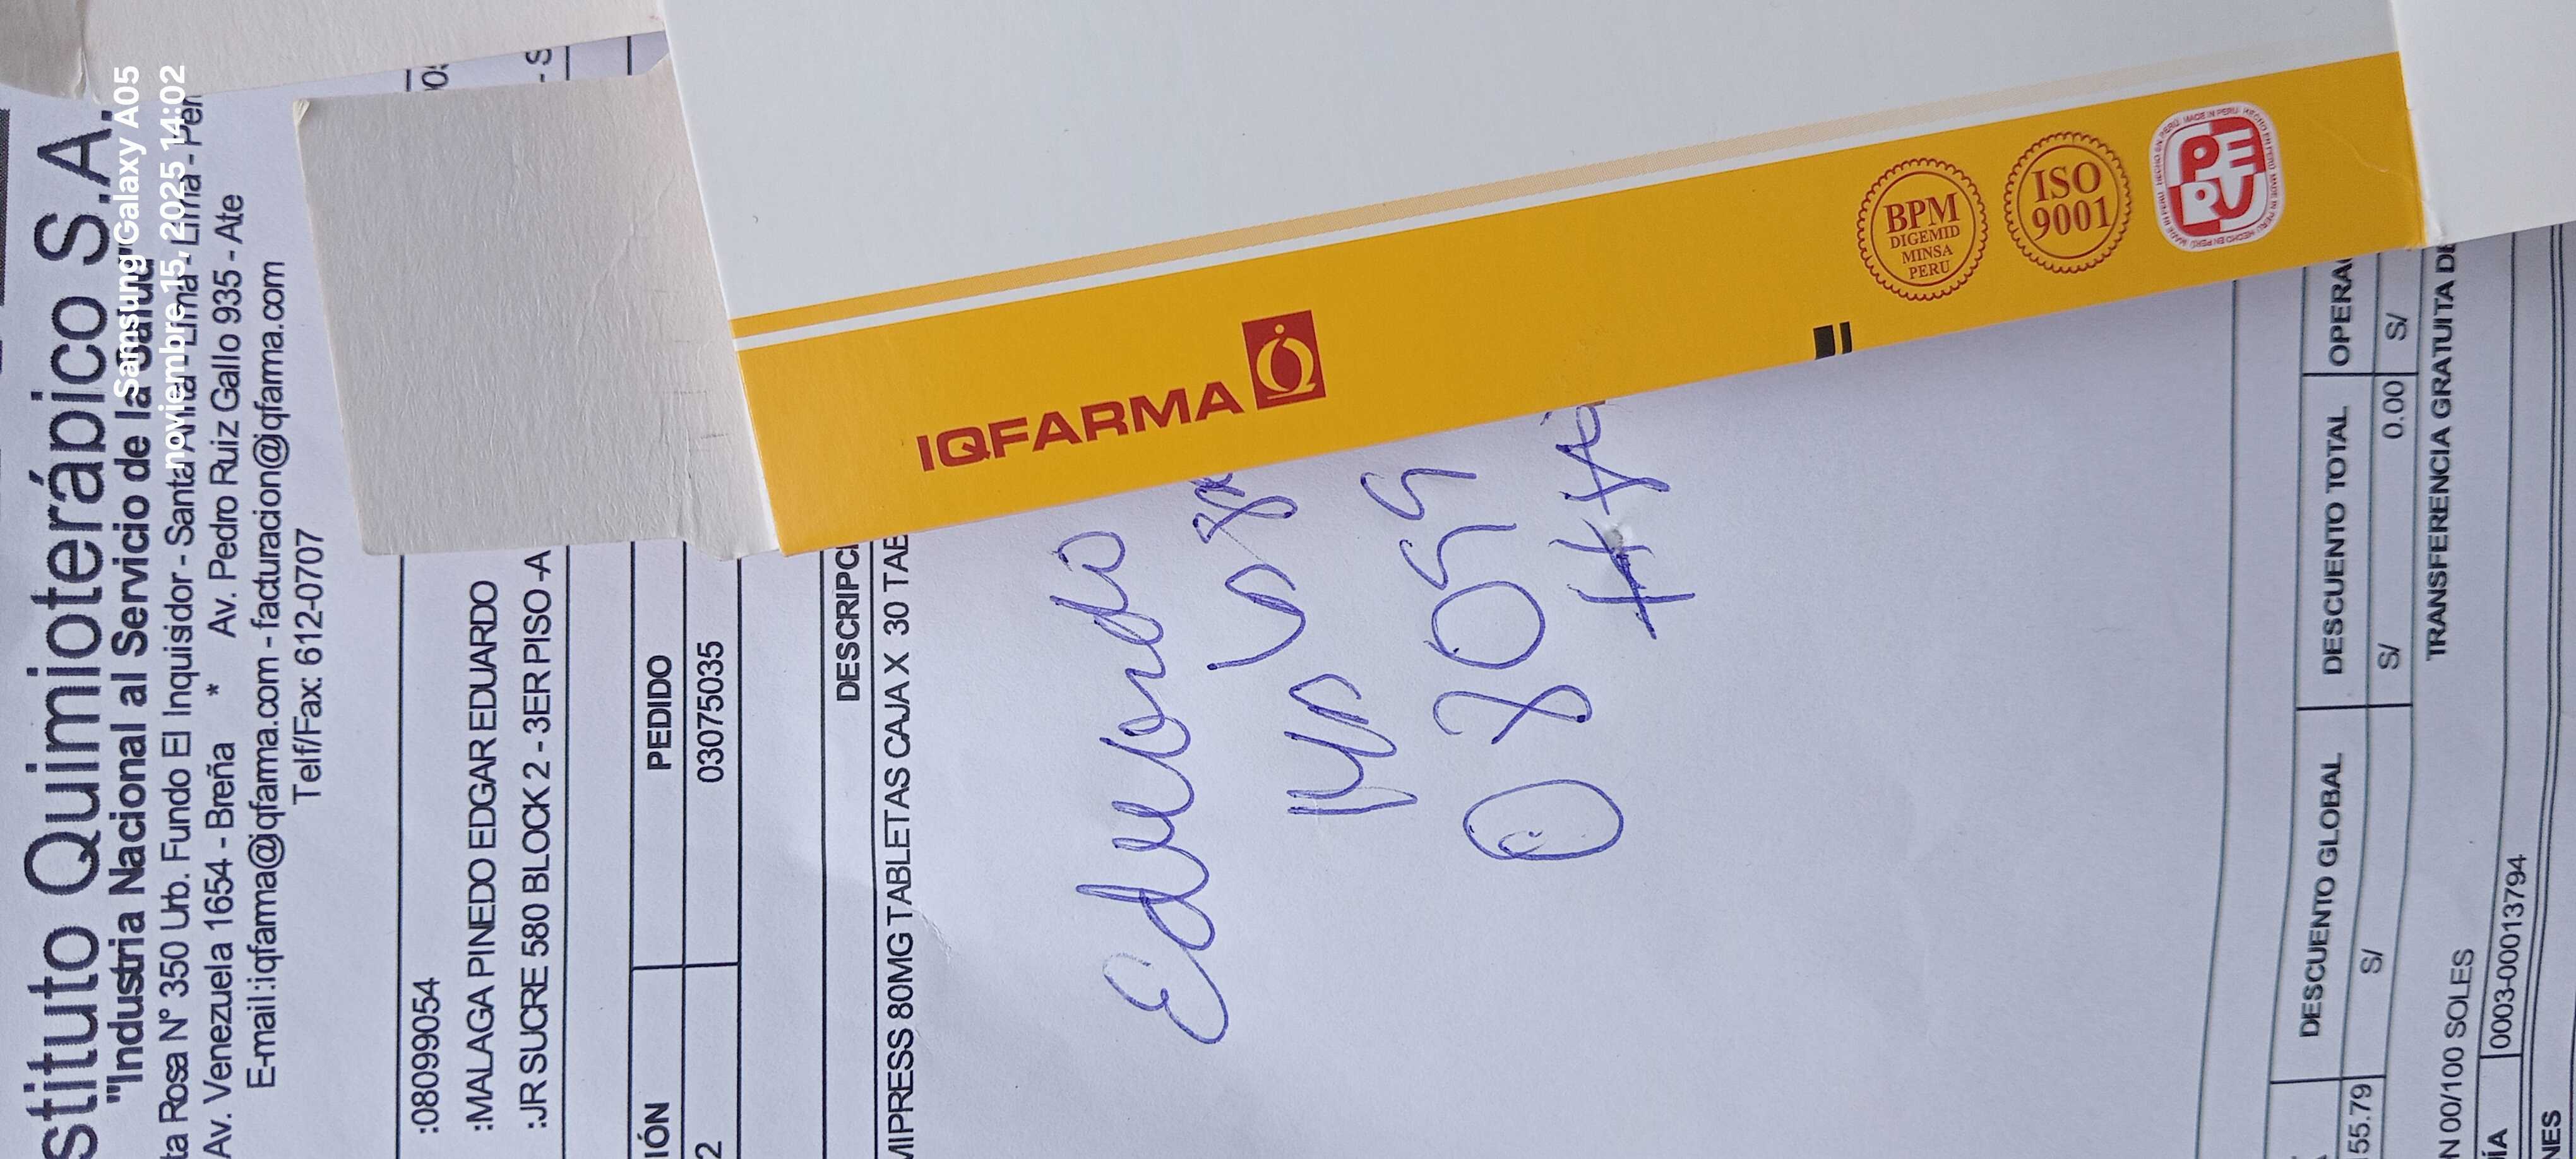 Samsung Galaxy A05
noviembre 15, 2025 14:02
stituto Quimioterápico S.A.
"Industria Nacional al Servicio de la Salud"
ta Rosa N° 350 Urb. Fundo El Inquisidor - Santa Anita - Lima - Lima - Per
Av. Venezuela 1654 - Breña * Av. Pedro Ruiz Gallo 935 - Ate
E-mail:iqfarma@iqfarma.com - facturacion@iqfarma.com
Telf/Fax: 612-0707
:08099054
:MALAGA PINEDO EDGAR EDUARDO
:JR SUCRE 580 BLOCK 2 - 3ER PISO -A - S
IÓN PEDIDO
2 03075035
DESCRIPCI
MIPRESS 80MG TABLETAS CAJA X 30 TAB
IQFARMA
BPM
DIGEMID
MINSA
PERU
ISO
9001
PERU
DESCUENTO GLOBAL DESCUENTO TOTAL OPERA
55.79 S/ S/ 0.00 S/
TRANSFERENCIA GRATUITA DE
N 00/100 SOLES
ÍA 0003-00013794
NES